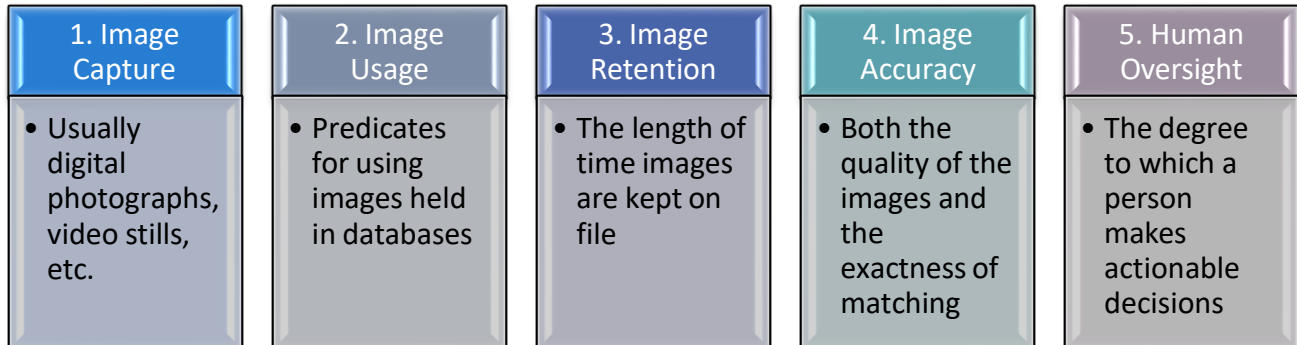 1. Image
Capture
• Usually
digital
photographs,
video stills,
etc.
2. Image
Usage
• Predicates
for using
images held
in databases
3. Image
Retention
• The length of
time images
are kept on
file
4. Image
Accuracy
• Both the
quality of the
images and
the
exactness of
matching
5. Human
Oversight
• The degree
to which a
person
makes
actionable
decisions